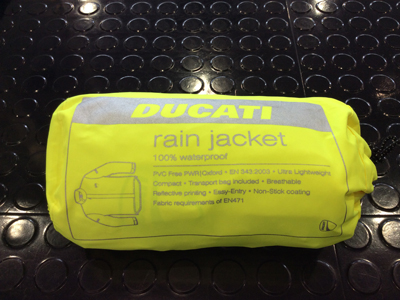 DUCATI
rain jacket
100% waterproof
PVC Free PWR|Oxford • EN 343:2003 • Ultra Lightweight
Compact • Transport bag included • Breathable
Reflective printing • Easy-Entry • Non-Stick coating
Fabric requirements of EN471